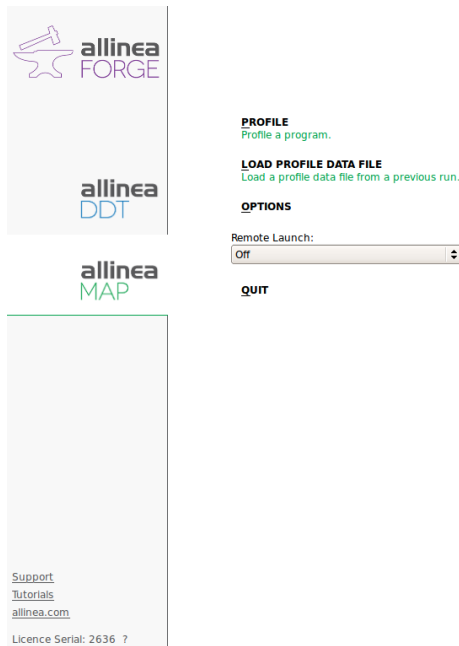 allinea
FORGE
allinea
DDT
allinea
MAP
Support
Tutorials
allinea.com
Licence Serial: 2636 ?
PROFILE
Profile a program.
LOAD PROFILE DATA FILE
Load a profile data file from a previous run.
OPTIONS
Remote Launch:
Off
QUIT